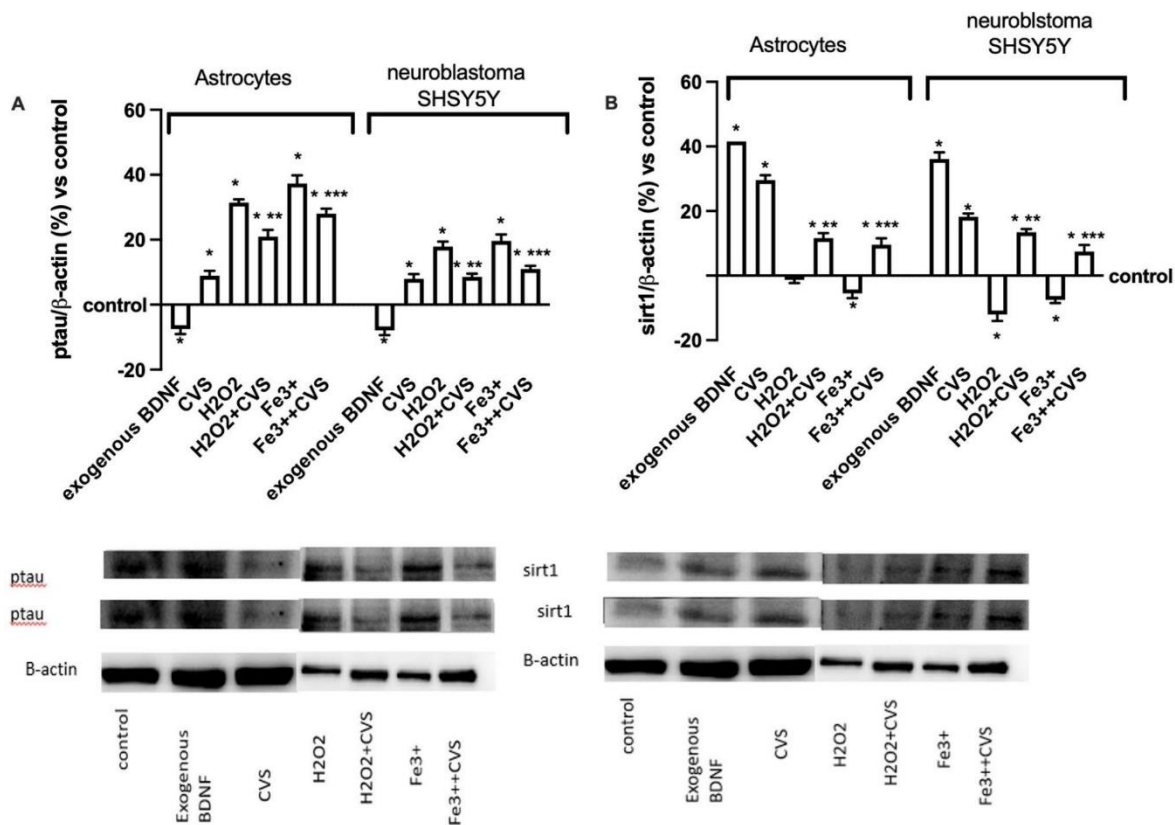 A
Astrocytes
neuroblastoma
SHSY5Y
ptau/β-actin (%) vs control
60
40
20
control
-20
* * * * ** * * ***
* * * ** * * ***
*
*
exogenous BDNF
CVS
H2O2
H2O2+CVS
Fe3+
Fe3++CVS
exogenous BDNF
CVS
H2O2
H2O2+CVS
Fe3+
Fe3++CVS
B
Astrocytes
neuroblstoma
SHSY5Y
sirt1/β-actin (%) vs control
60
40
20
-20
control
* * * ** * ***
* * * ** * ***
*
* *
exogenous BDNF
CVS
H2O2
H2O2+CVS
Fe3+
Fe3++CVS
exogenous BDNF
CVS
H2O2
H2O2+CVS
Fe3+
Fe3++CVS
ptau
ptau
B-actin
control
Exogenous
BDNF
CVS
H2O2
H2O2+CVS
Fe3+
Fe3++CVS
sirt1
sirt1
B-actin
control
Exogenous
BDNF
CVS
H2O2
H2O2+CVS
Fe3+
Fe3++CVS